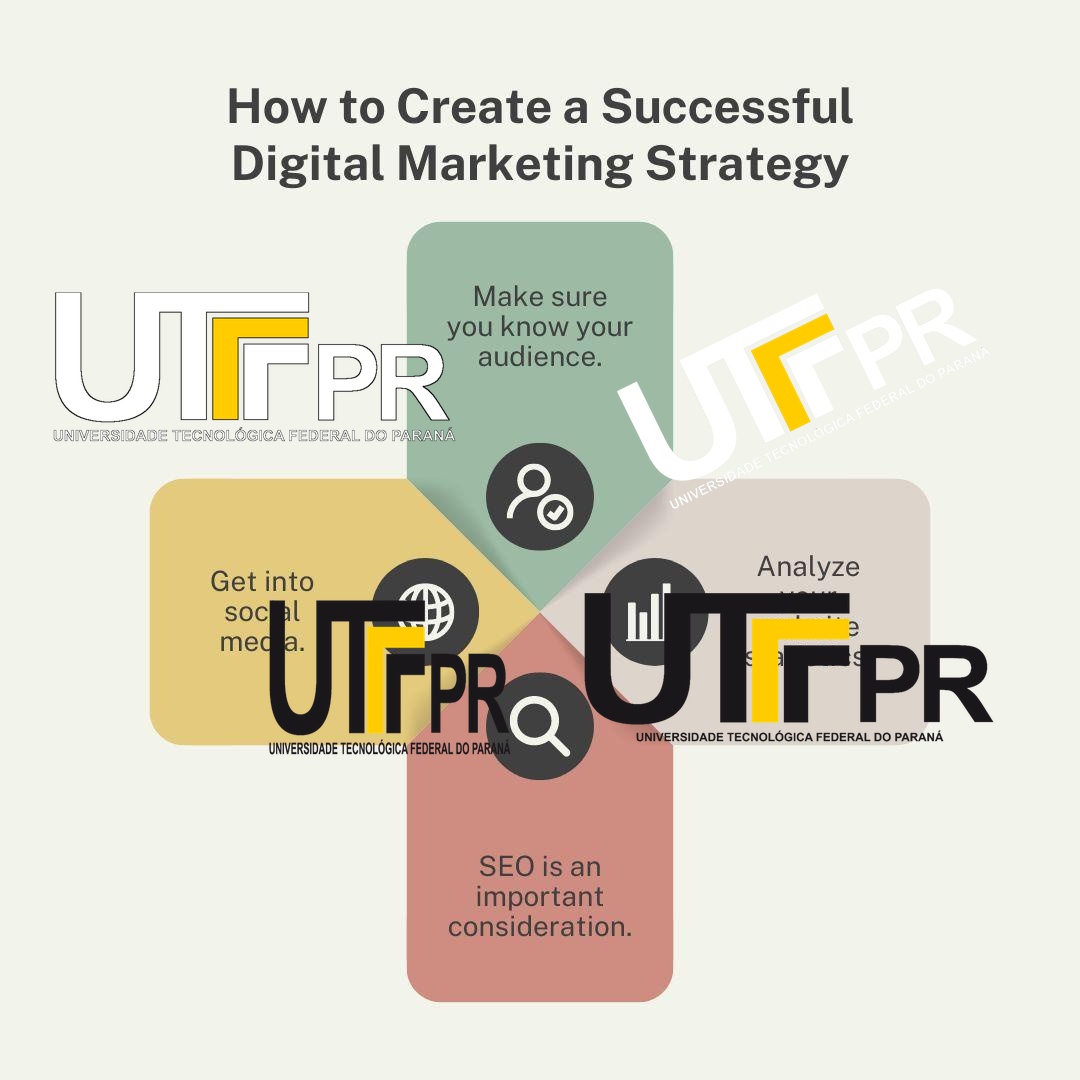 How to Create a Successful
Digital Marketing Strategy
Make sure
you know your
audience.
UTFPR
UNIVERSIDADE TECNOLÓGICA FEDERAL DO PARANÁ
UTFPR
UNIVERSIDADE TECNOLÓGICA FEDERAL DO PARANÁ
Get into
social
media.
Analyze
your
UTFPR
UNIVERSIDADE TECNOLÓGICA FEDERAL DO PARANÁ
UTFPR
UNIVERSIDADE TECNOLÓGICA FEDERAL DO PARANÁ
SEO is an
important
consideration.